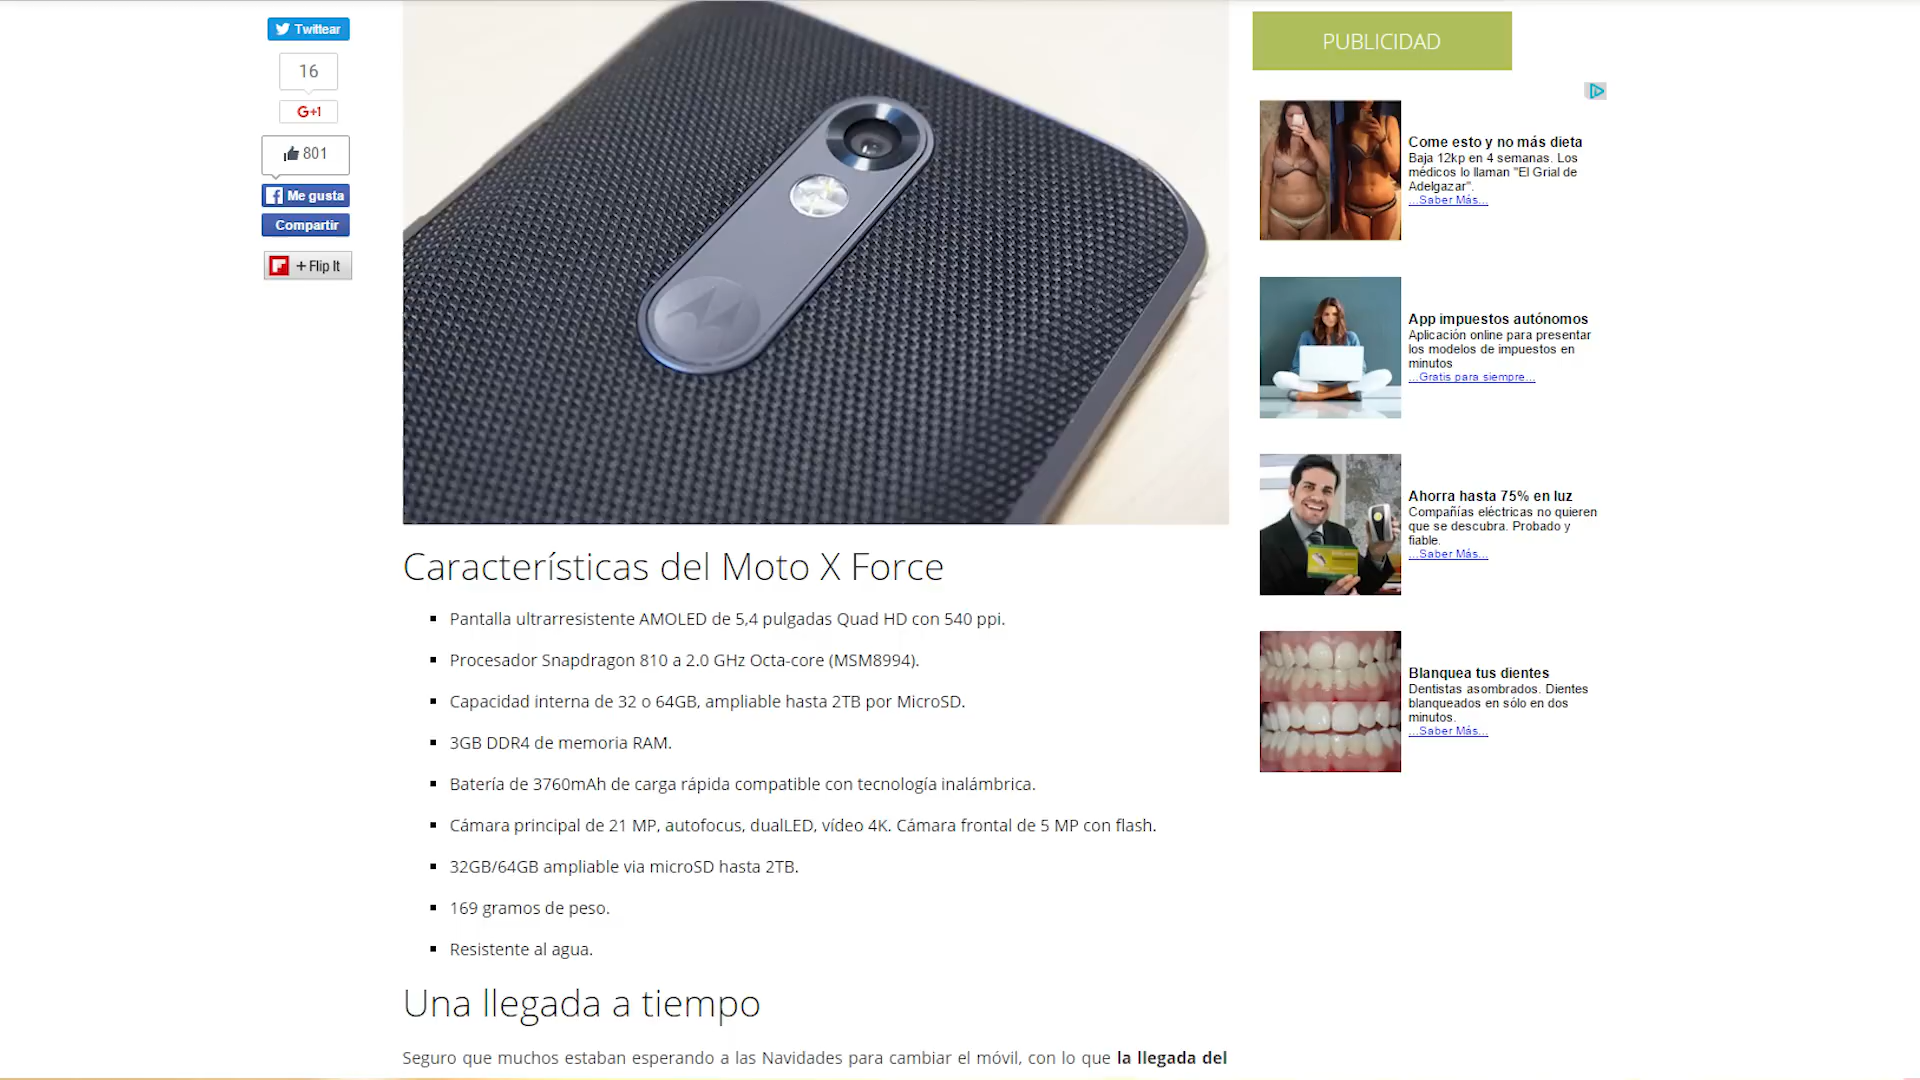 Twittear
16
G+1
801
Me gusta
Compartir
+ Flip It
Características del Moto X Force
Pantalla ultrarresistente AMOLED de 5,4 pulgadas Quad HD con 540 ppi.
Procesador Snapdragon 810 a 2.0 GHz Octa-core (MSM8994).
Capacidad interna de 32 o 64GB, ampliable hasta 2TB por MicroSD.
3GB DDR4 de memoria RAM.
Batería de 3760mAh de carga rápida compatible con tecnología inalámbrica.
Cámara principal de 21 MP, autofocus, dualLED, vídeo 4K. Cámara frontal de 5 MP con flash.
32GB/64GB ampliable via microSD hasta 2TB.
169 gramos de peso.
Resistente al agua.
Una llegada a tiempo
Seguro que muchos estaban esperando a las Navidades para cambiar el móvil, con lo que la llegada del
PUBLICIDAD
Come esto y no más dieta
Baja 12kp en 4 semanas. Los
médicos lo llaman "El Grial de
Adelgazar".
...Saber Más...
App impuestos autónomos
Aplicación online para presentar
los modelos de impuestos en
minutos
...Gratis para siempre...
Ahorra hasta 75% en luz
Compañías eléctricas no quieren
que se descubra. Probado y
fiable.
...Saber Más...
Blanquea tus dientes
Dentistas asombrados. Dientes
blanqueados en sólo en dos
minutos.
...Saber Más...